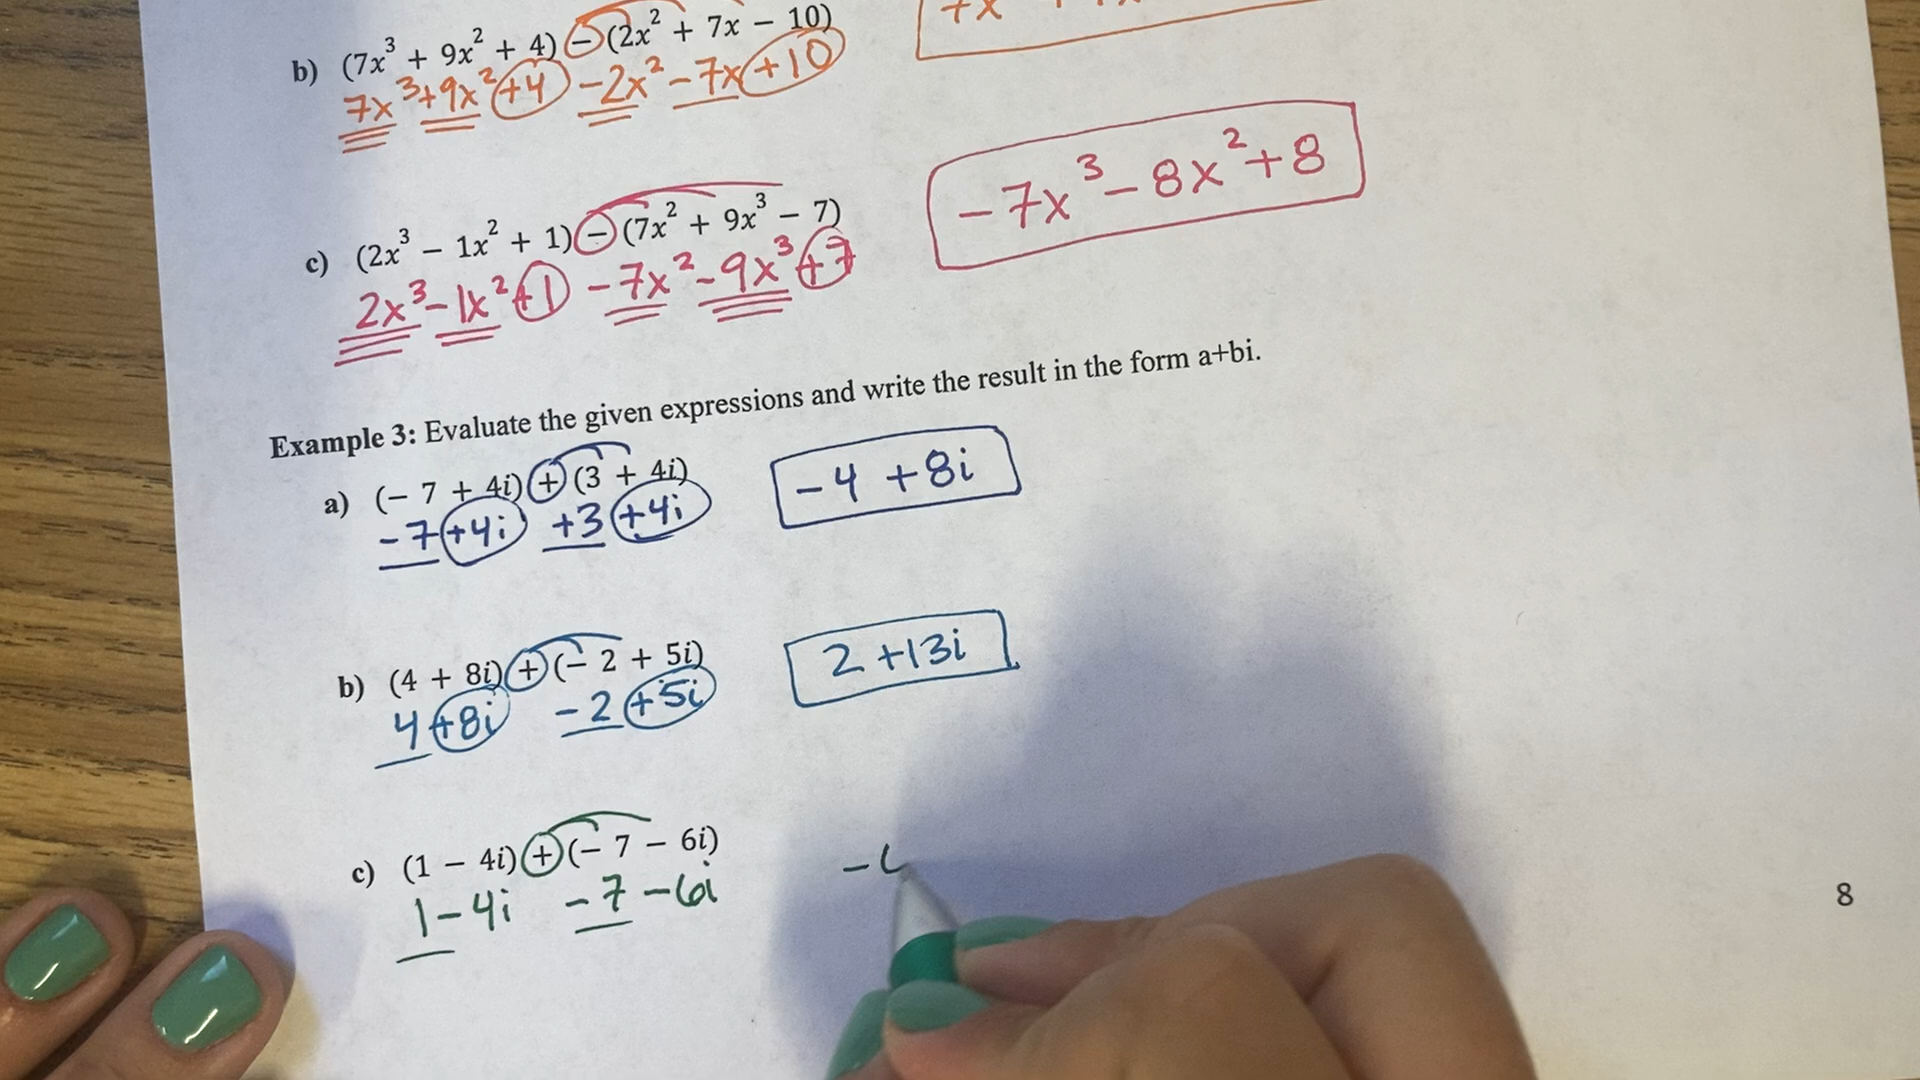 b) (7x³ + 9x² + 4) − (2x² + 7x − 10)
7x³+9x²+4 −2x²−7x+10
c) (2x³ − 1x² + 1) − (7x² + 9x³ − 7)
−7x³−8x²+8
2x³−1x²+1 −7x²−9x³+7
Example 3: Evaluate the given expressions and write the result in the form a+bi.
a) (− 7 + 4i) + (3 + 4i)
−4 +8i
−7+4i +3+4i
b) (4 + 8i) + (− 2 + 5i)
2+13i
4+8i −2+5i
c) (1 − 4i) + (− 7 − 6i)
1−4i −7−6i
8